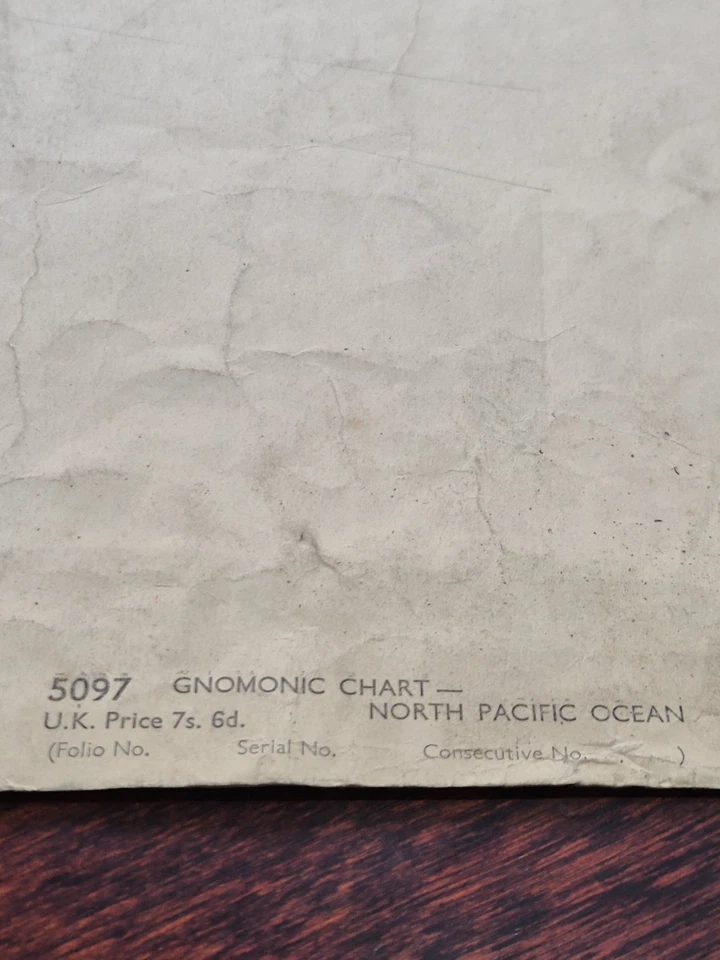 5097 GNOMONIC CHART —
NORTH PACIFIC OCEAN
U.K. Price 7s. 6d.
(Folio No. Serial No. Consecutive No. )